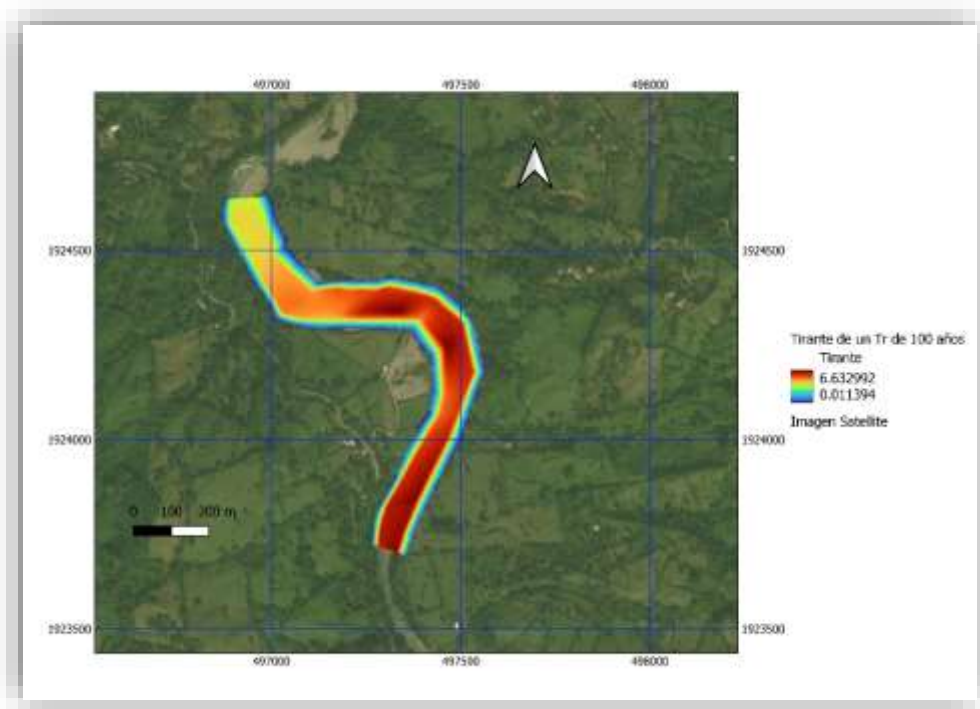 497000 497500 498000
1924500 1924500
Tirante de un Tr de 100 años
Tirante
6.632992
0.011394
Imagen Satellite
1924000 1924000
0 100 200 m
1923500 1923500
497000 497500 498000